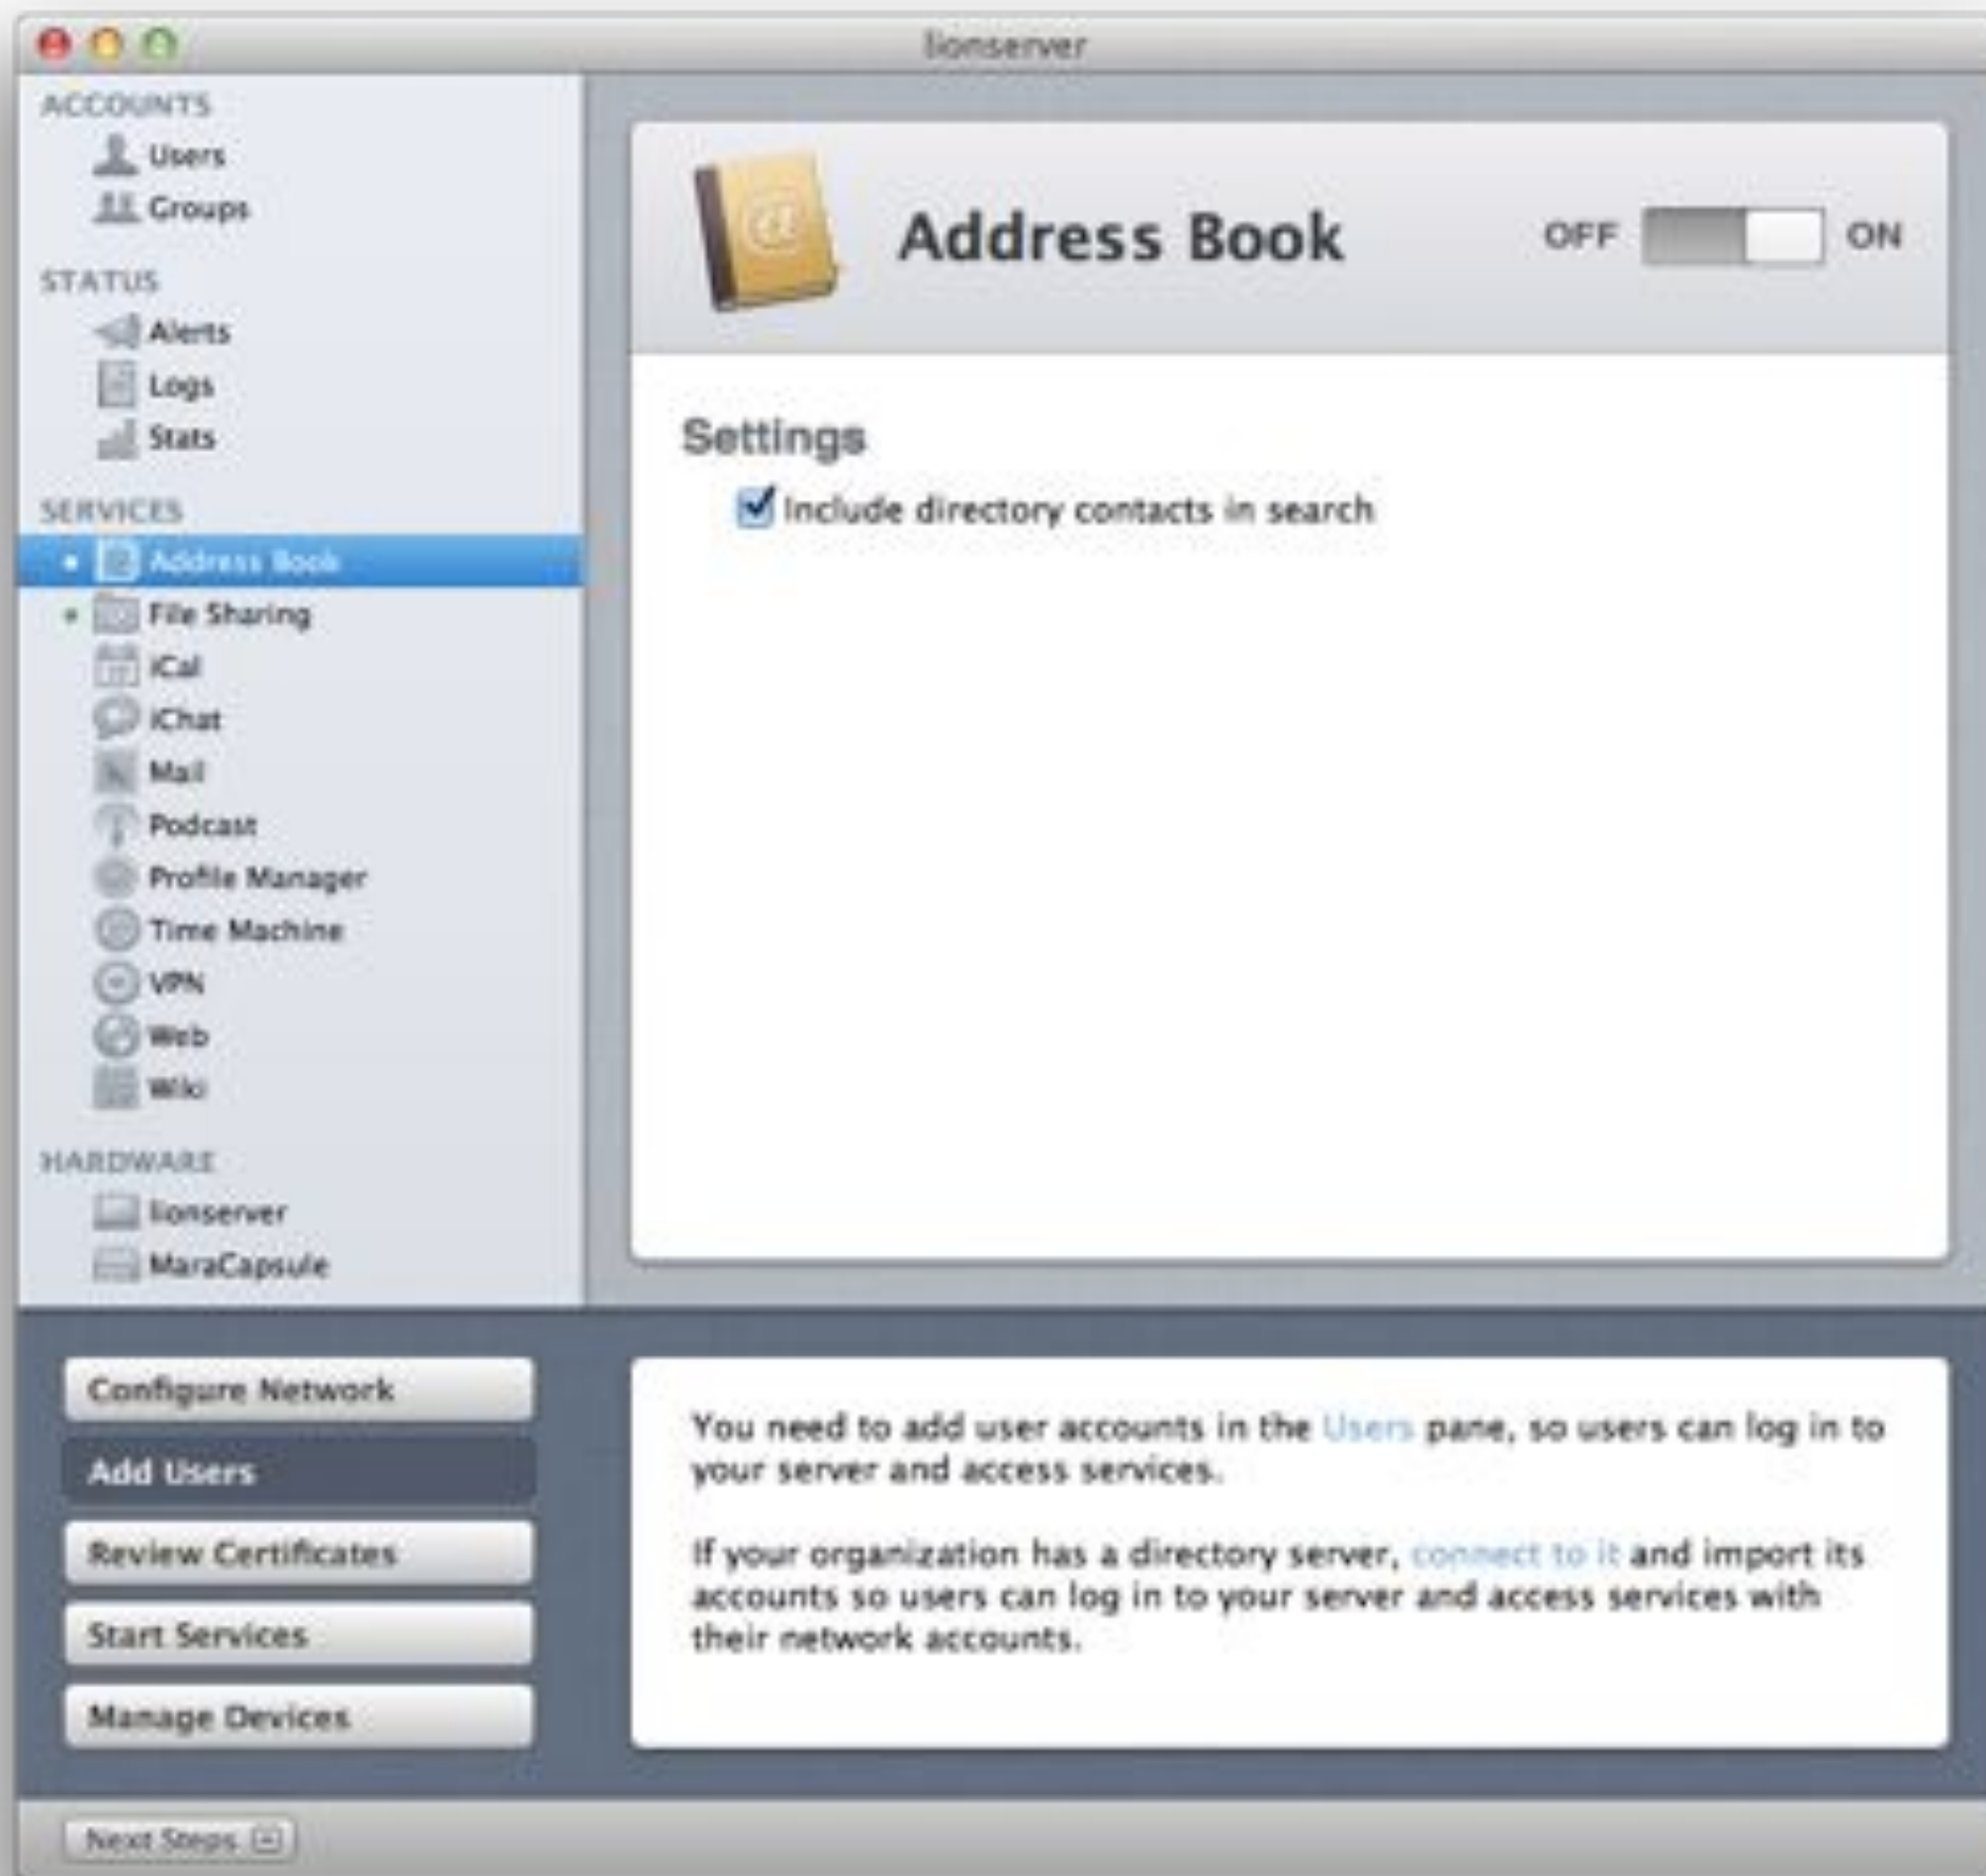 lionserver
ACCOUNTS
Users
Groups
STATUS
Alerts
Logs
Stats
SERVICES
Address Book
File Sharing
iCal
iChat
Mail
Podcast
Profile Manager
Time Machine
VPN
Web
Wiki
HARDWARE
lionserver
MaraCapsule
Address Book
OFF ON
Settings
Include directory contacts in search
Configure Network
Add Users
Review Certificates
Start Services
Manage Devices
You need to add user accounts in the Users pane, so users can log in to
your server and access services.
If your organization has a directory server, connect to it and import its
accounts so users can log in to your server and access services with
their network accounts.
Next Steps